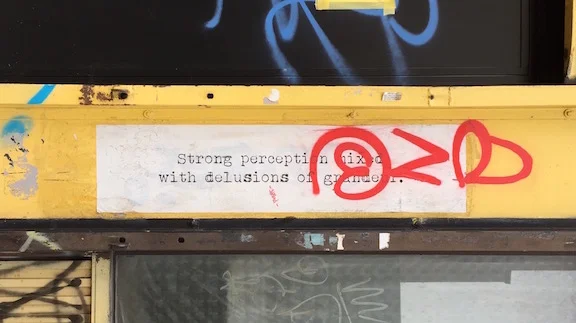 Strong perception mixed
with delusions of grandeur.